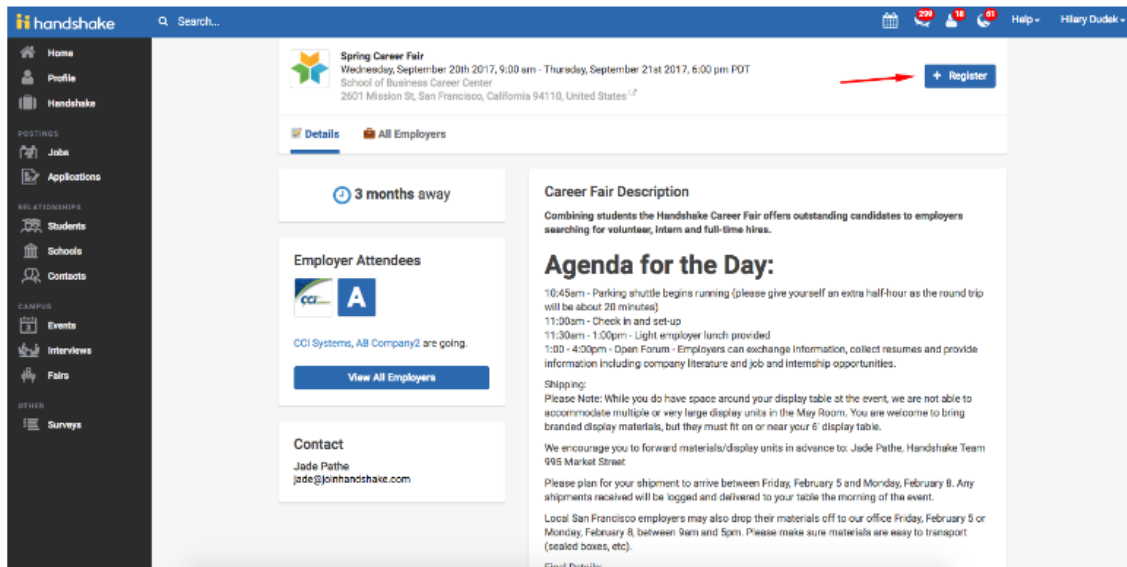 handshake
Search...
299
18
61
Help
Hilary Dudek
Home
Profile
Handshake
POSTINGS
Jobs
Applications
RELATIONSHIPS
Students
Schools
Contacts
CAMPUS
Events
Interviews
Fairs
OTHER
Surveys
Spring Career Fair
Wednesday, September 20th 2017, 9:00 am - Thursday, September 21st 2017, 6:00 pm PDT
School of Business Career Center
2601 Mission St, San Francisco, California 94110, United States
+ Register
Details
All Employers
3 months away
Employer Attendees
CCI
A
CCI Systems, AB Company2 are going.
View All Employers
Contact
Jade Pathe
jade@joinhandshake.com
Career Fair Description
Combining students the Handshake Career Fair offers outstanding candidates to employers
searching for volunteer, intern and full-time hires.
Agenda for the Day:
10:45am - Parking shuttle begins running (please give yourself an extra half-hour as the round trip
will be about 20 minutes)
11:00am - Check in and set-up
11:30am - 1:00pm - Light employer lunch provided
1:00 - 4:00pm - Open Forum - Employers can exchange information, collect resumes and provide
information including company literature and job and internship opportunities.
Shipping:
Please Note: While you do have space around your display table at the event, we are not able to
accommodate multiple or very large display units in the May Room. You are welcome to bring
branded display materials, but they must fit on or near your 6' display table.
We encourage you to forward materials/display units in advance to: Jade Pathe, Handshake Team
995 Market Street
Please plan for your shipment to arrive between Friday, February 5 and Monday, February 8. Any
shipments received will be logged and delivered to your table the morning of the event.
Local San Francisco employers may also drop their materials off to our office Friday, February 5 or
Monday, February 8, between 9am and 5pm. Please make sure materials are easy to transport
(sealed boxes, etc).
Final Details: